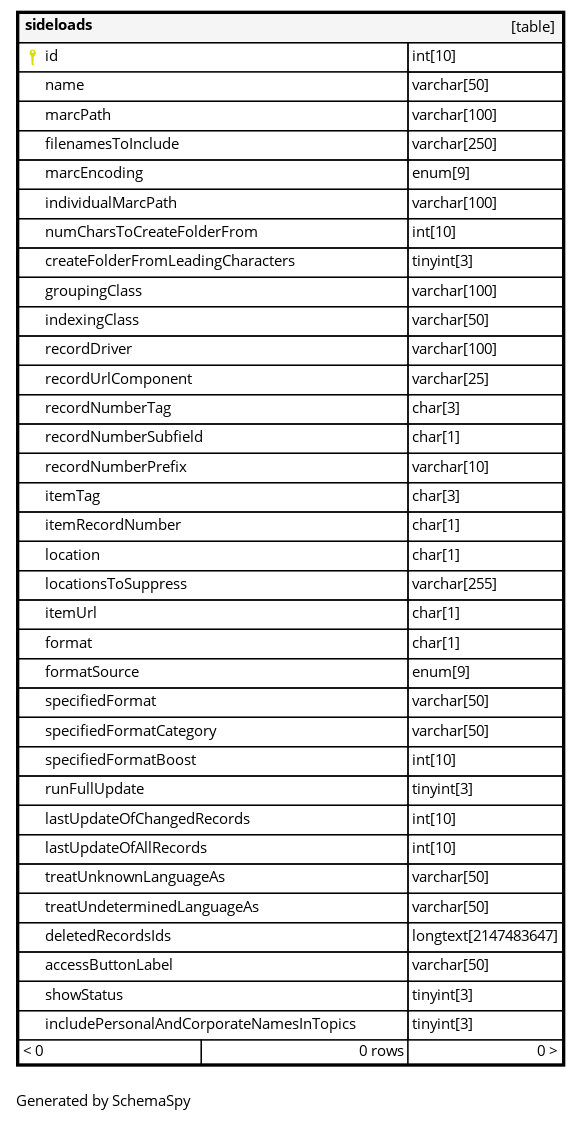 sideloads [table]
id int[10]
name varchar[50]
marcPath varchar[100]
filenamesToInclude varchar[250]
marcEncoding enum[9]
individualMarcPath varchar[100]
numCharsToCreateFolderFrom int[10]
createFolderFromLeadingCharacters tinyint[3]
groupingClass varchar[100]
indexingClass varchar[50]
recordDriver varchar[100]
recordUrlComponent varchar[25]
recordNumberTag char[3]
recordNumberSubfield char[1]
recordNumberPrefix varchar[10]
itemTag char[3]
itemRecordNumber char[1]
location char[1]
locationsToSuppress varchar[255]
itemUrl char[1]
format char[1]
formatSource enum[9]
specifiedFormat varchar[50]
specifiedFormatCategory varchar[50]
specifiedFormatBoost int[10]
runFullUpdate tinyint[3]
lastUpdateOfChangedRecords int[10]
lastUpdateOfAllRecords int[10]
treatUnknownLanguageAs varchar[50]
treatUndeterminedLanguageAs varchar[50]
deletedRecordsIds longtext[2147483647]
accessButtonLabel varchar[50]
showStatus tinyint[3]
includePersonalAndCorporateNamesInTopics tinyint[3]
< 0 0 rows 0 >
Generated by SchemaSpy